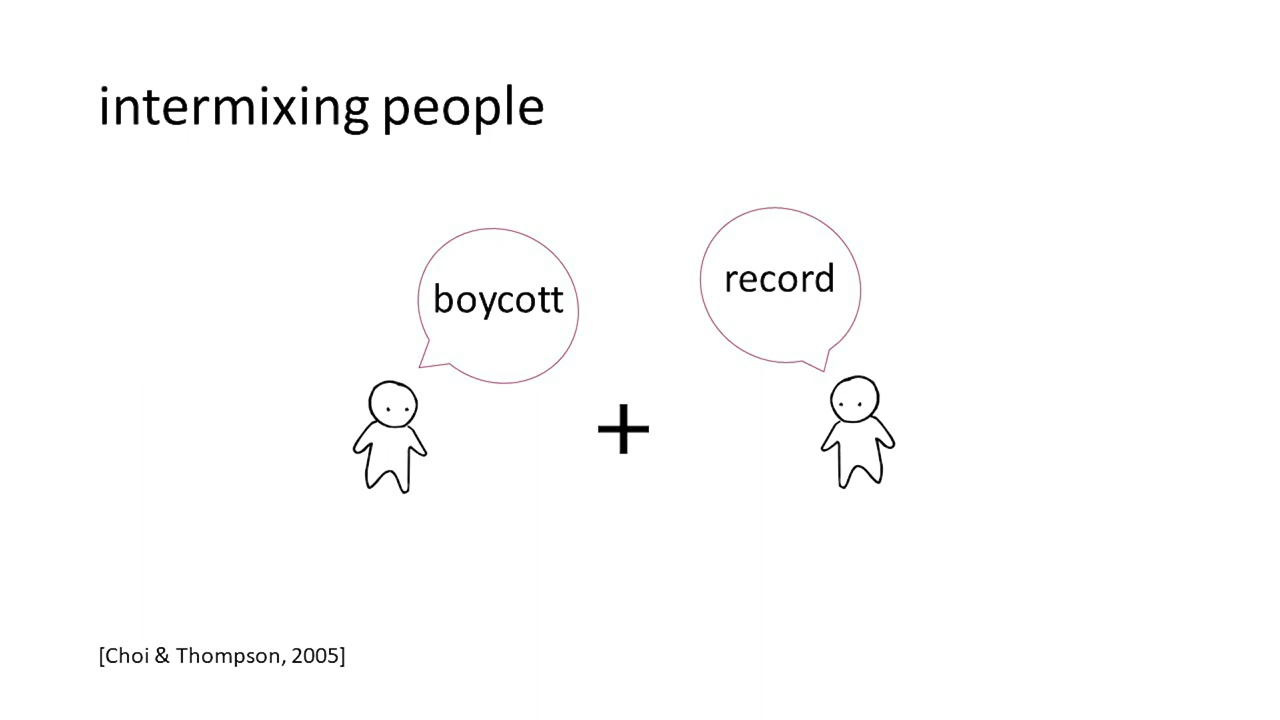 intermixing people
boycott
record
+
[Choi & Thompson, 2005]